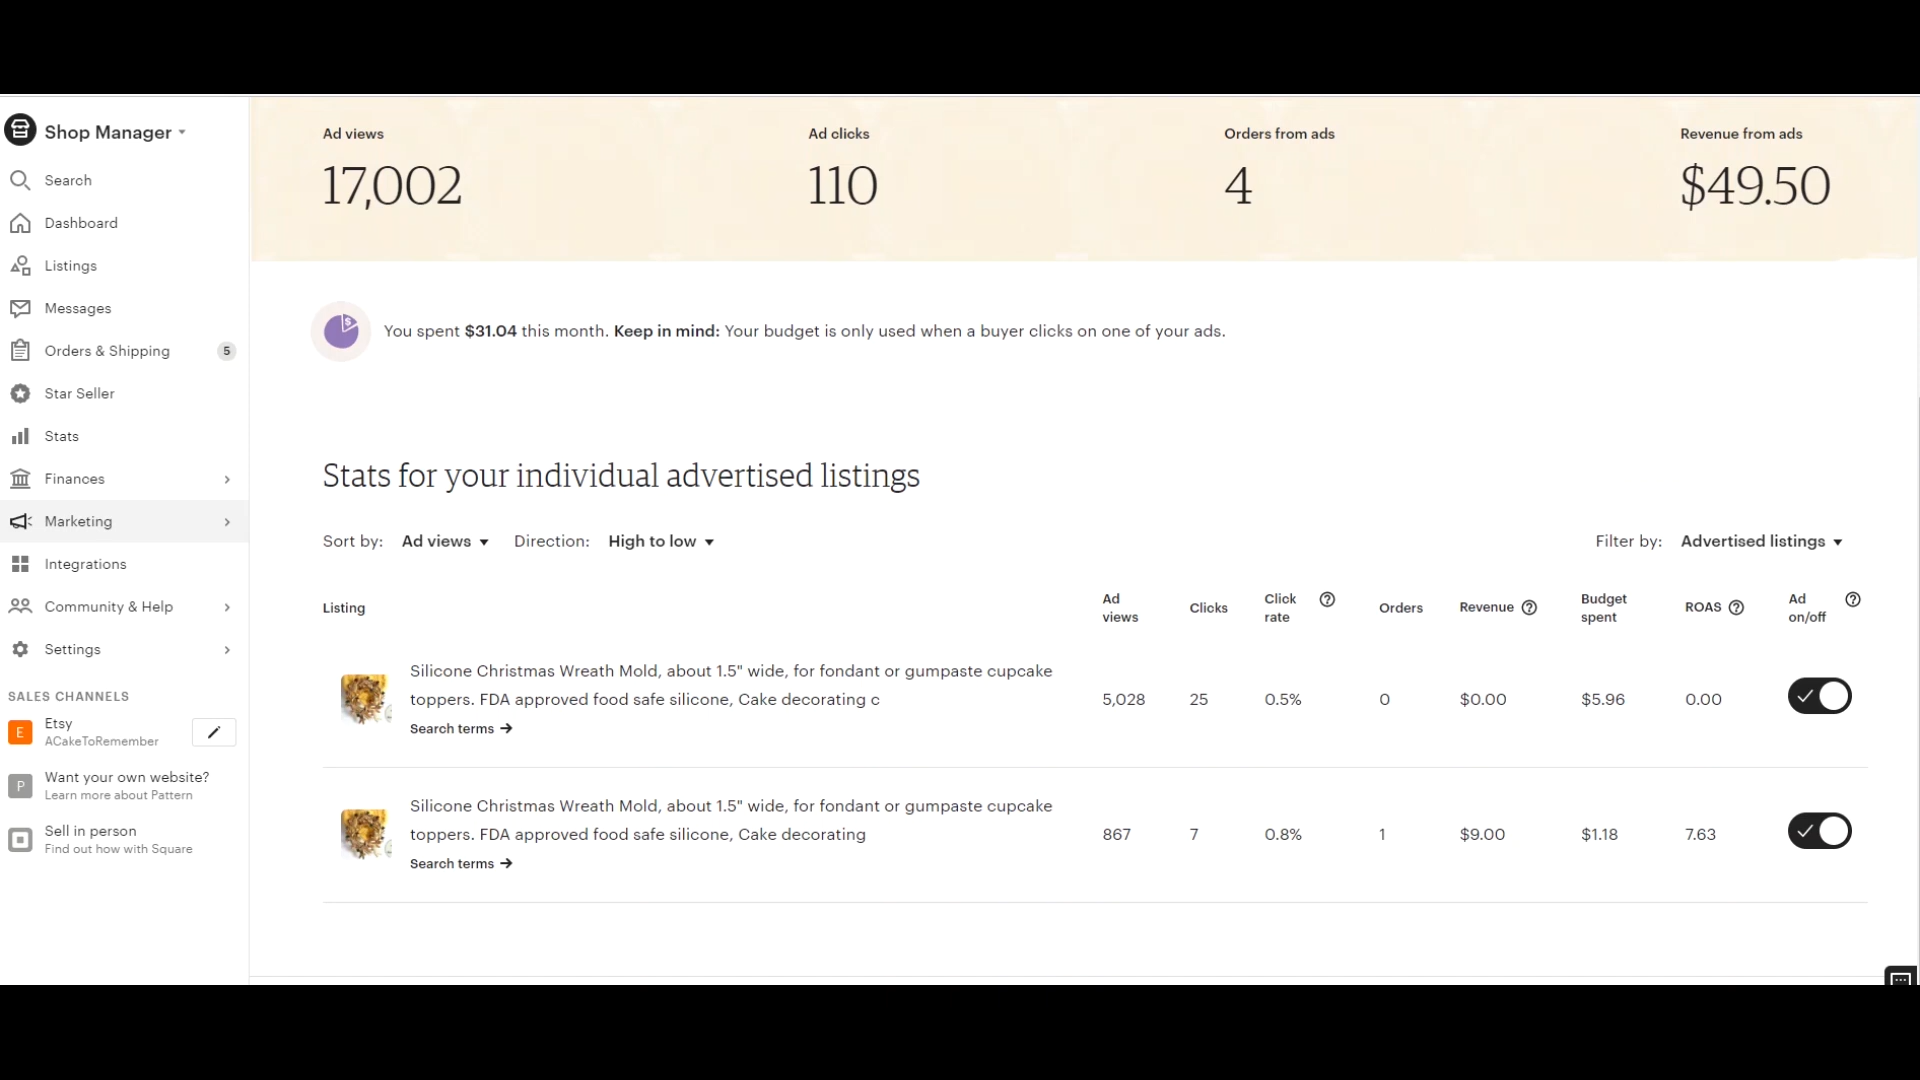 Shop Manager
Search
Dashboard
Listings
Messages
Orders & Shipping 5
Star Seller
Stats
Finances
Marketing
Integrations
Community & Help
Settings
SALES CHANNELS
E Etsy
ACakeToRemember
P Want your own website?
Learn more about Pattern
Sell in person
Find out how with Square
Ad views Ad clicks Orders from ads Revenue from ads
17,002 110 4 $49.50
You spent $31.04 this month. Keep in mind: Your budget is only used when a buyer clicks on one of your ads.
Stats for your individual advertised listings
Sort by: Ad views Direction: High to low Filter by: Advertised listings
Listing Ad views Clicks Click rate ? Orders Revenue ? Budget spent ROAS ? Ad on/off ?
Silicone Christmas Wreath Mold, about 1.5" wide, for fondant or gumpaste cupcake
toppers. FDA approved food safe silicone, Cake decorating c 5,028 25 0.5% 0 $0.00 $5.96 0.00
Search terms →
Silicone Christmas Wreath Mold, about 1.5" wide, for fondant or gumpaste cupcake
toppers. FDA approved food safe silicone, Cake decorating 867 7 0.8% 1 $9.00 $1.18 7.63
Search terms →